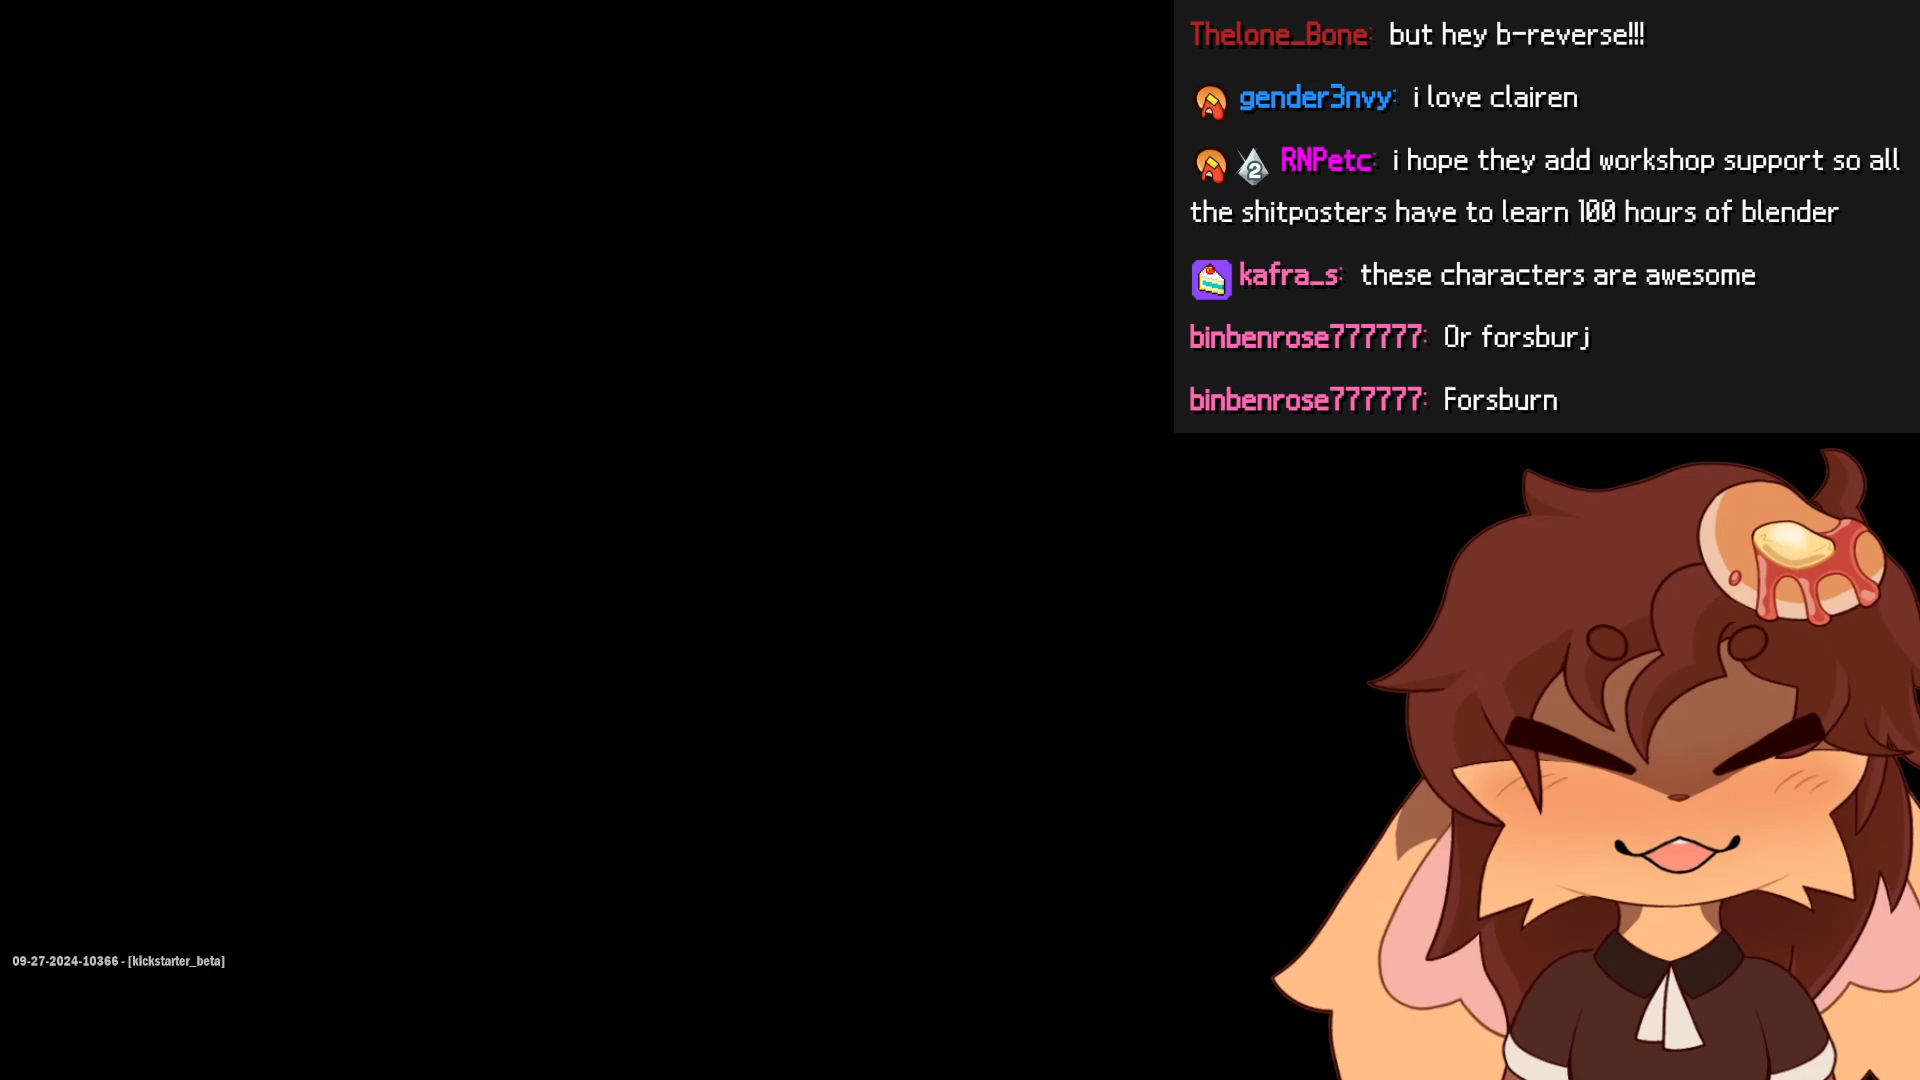 Thelone_Bone: but hey b-reverse!!!
gender3nvy: i love clairen
2 RNPetc: i hope they add workshop support so all
the shitposters have to learn 100 hours of blender
kafra_s: these characters are awesome
binbenrose777777: Or forsburj
binbenrose777777: Forsburn
09-27-2024-10366 - [kickstarter_beta]